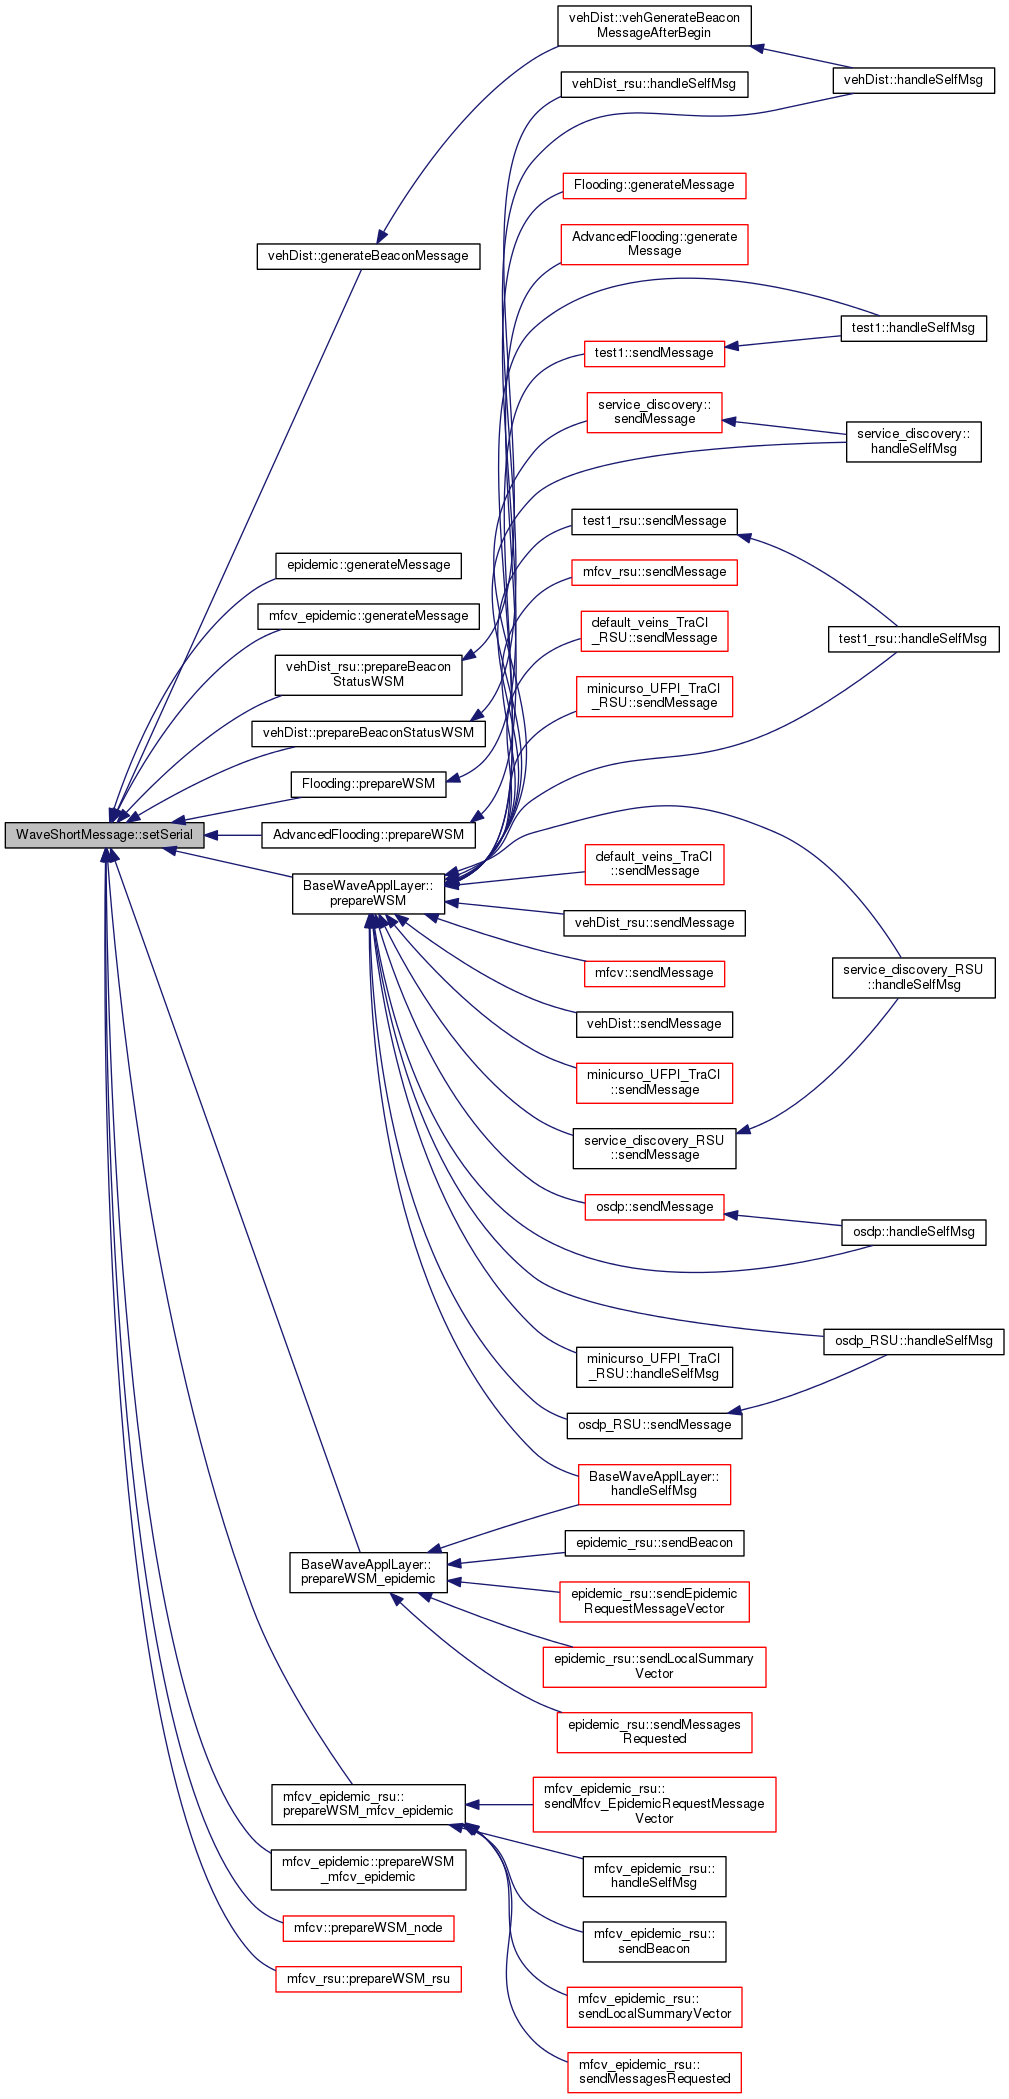 vehDist::vehGenerateBeacon
MessageAfterBegin
vehDist::handleSelfMsg
vehDist_rsu::handleSelfMsg
Flooding::generateMessage
AdvancedFlooding::generate
Message
vehDist::generateBeaconMessage
test1::handleSelfMsg
test1::sendMessage
service_discovery::
sendMessage
service_discovery::
handleSelfMsg
test1_rsu::sendMessage
epidemic::generateMessage
mfcv_rsu::sendMessage
mfcv_epidemic::generateMessage
default_veins_TraCI
_RSU::sendMessage
test1_rsu::handleSelfMsg
vehDist_rsu::prepareBeacon
StatusWSM
minicurso_UFPI_TraCI
_RSU::sendMessage
vehDist::prepareBeaconStatusWSM
Flooding::prepareWSM
WaveShortMessage::setSerial
AdvancedFlooding::prepareWSM
default_veins_TraCI
::sendMessage
BaseWaveApplLayer::
prepareWSM
vehDist_rsu::sendMessage
mfcv::sendMessage
service_discovery_RSU
::handleSelfMsg
vehDist::sendMessage
minicurso_UFPI_TraCI
::sendMessage
service_discovery_RSU
::sendMessage
osdp::sendMessage
osdp::handleSelfMsg
osdp_RSU::handleSelfMsg
minicurso_UFPI_TraCI
_RSU::handleSelfMsg
osdp_RSU::sendMessage
BaseWaveApplLayer::
handleSelfMsg
epidemic_rsu::sendBeacon
BaseWaveApplLayer::
prepareWSM_epidemic
epidemic_rsu::sendEpidemic
RequestMessageVector
epidemic_rsu::sendLocalSummary
Vector
epidemic_rsu::sendMessages
Requested
mfcv_epidemic_rsu::
prepareWSM_mfcv_epidemic
mfcv_epidemic_rsu::
sendMfcv_EpidemicRequestMessage
Vector
mfcv_epidemic_rsu::
handleSelfMsg
mfcv_epidemic::prepareWSM
_mfcv_epidemic
mfcv::prepareWSM_node
mfcv_epidemic_rsu::
sendBeacon
mfcv_rsu::prepareWSM_rsu
mfcv_epidemic_rsu::
sendLocalSummaryVector
mfcv_epidemic_rsu::
sendMessagesRequested